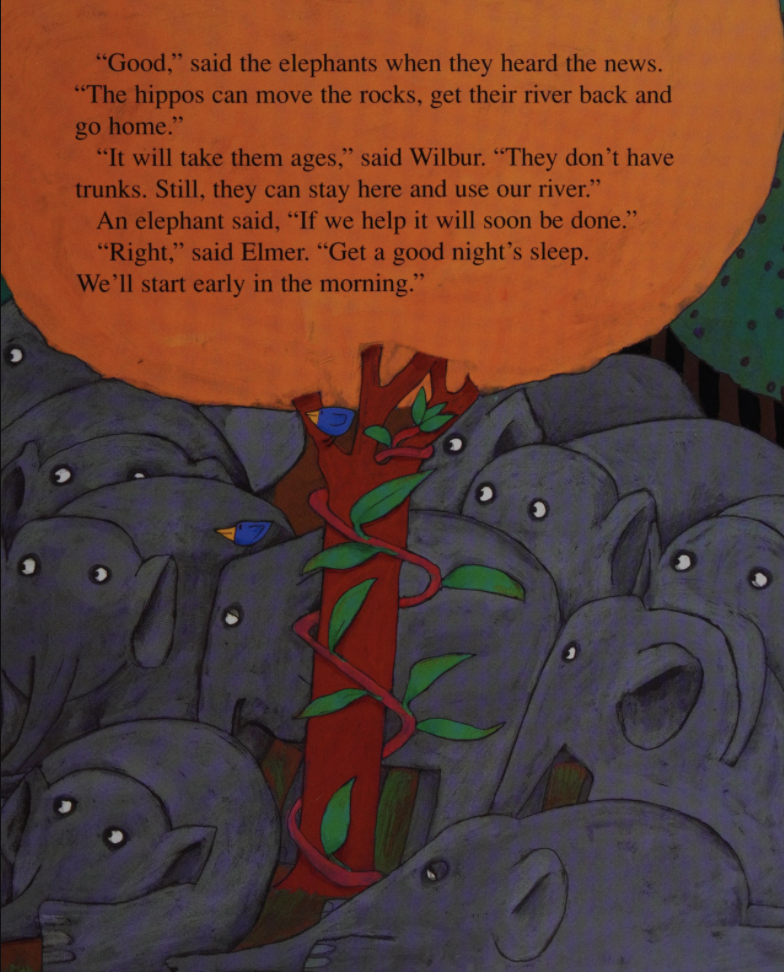 “Good,” said the elephants when they heard the news.
“The hippos can move the rocks, get their river back and
go home.”
“It will take them ages,” said Wilbur. “They don’t have
trunks. Still, they can stay here and use our river.”
An elephant said, “If we help it will soon be done.”
“Right,” said Elmer. “Get a good night’s sleep.
We’ll start early in the morning.”